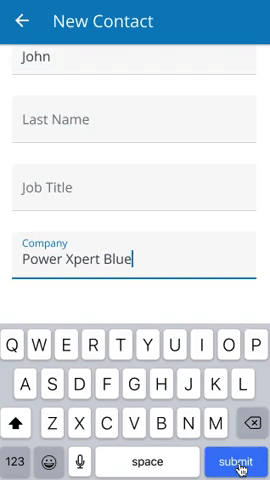 New Contact
John
Last Name
Job Title
Company
Power Xpert Blue
Q W E R T Y U I O P
A S D F G H J K L
Z X C V B N M
123 space submit